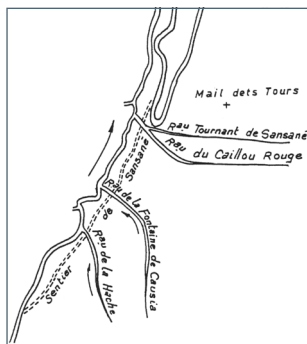 Mail dets Tours
Rau Tournant de Sansané
Rau du Caillou Rouge
Sansane
Rau de la Fontaine de Causia
Rau de la Hache
Sentier